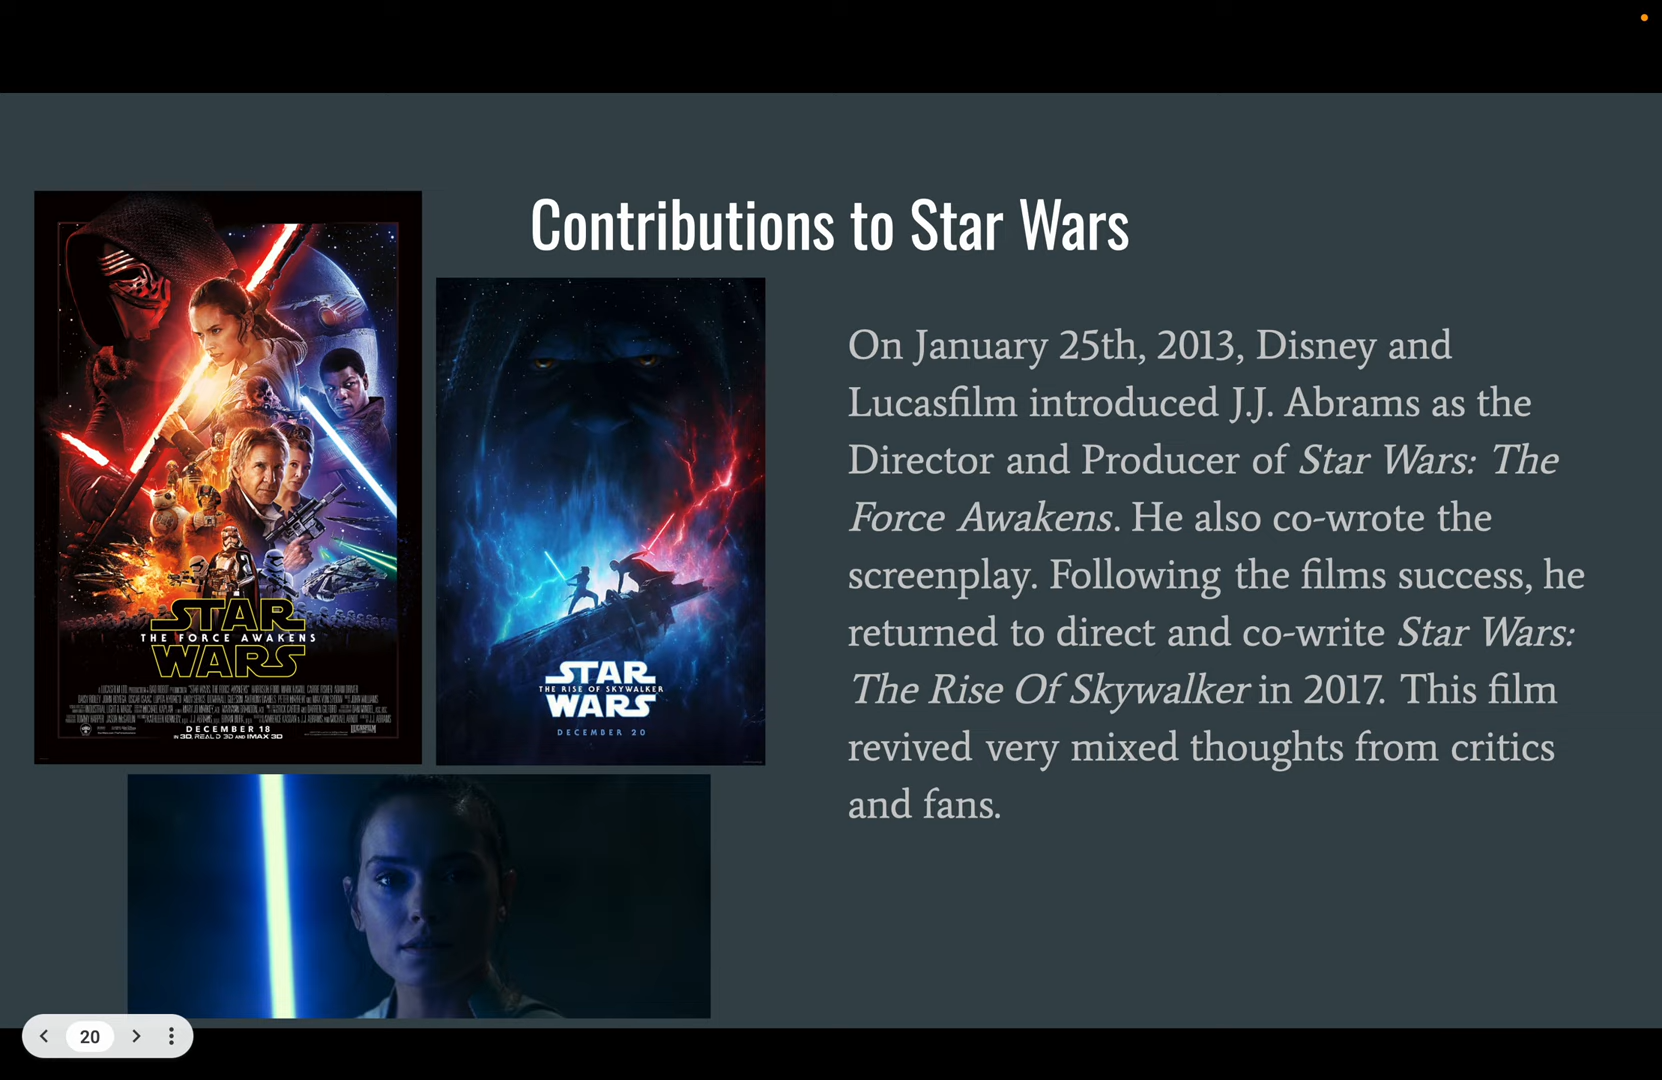 Contributions to Star Wars
On January 25th, 2013, Disney and
Lucasfilm introduced J.J. Abrams as the
Director and Producer of Star Wars: The
Force Awakens. He also co-wrote the
screenplay. Following the films success, he
returned to direct and co-write Star Wars:
The Rise Of Skywalker in 2017. This film
revived very mixed thoughts from critics
and fans.
STAR
THE FORCE AWAKENS
WARS
DECEMBER 18
IN 3D, REAL D 3D AND IMAX 3D
STAR
THE RISE OF SKYWALKER
WARS
DECEMBER 20
20